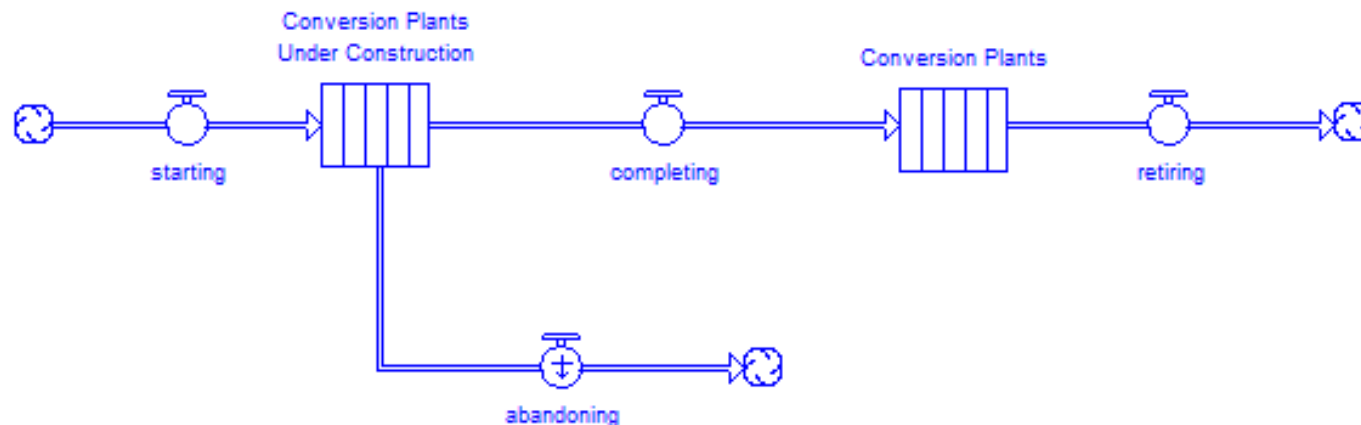 Conversion Plants
Under Construction
Conversion Plants
starting
completing
retiring
abandoning